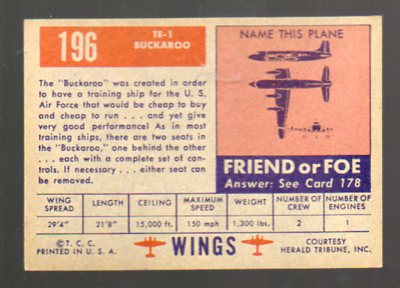 196
TE-1
BUCKAROO
The "Buckaroo" was created in order
to have a training ship for the U. S.
Air Force that would be cheap to buy
and cheap to run . . . and yet give
very good performance! As in most
training ships, there are two seats in
the "Buckaroo," one behind the other
. . . each with a complete set of con-
trols. If necessary . . . either seat can
be taken out.
NAME THIS PLANE
FRIEND or FOE
Answer: See Card 178
WING SPREAD LENGTH CEILING MAXIMUM SPEED WEIGHT NUMBER OF CREW NUMBER OF ENGINES
29'4" 21'8" 15,000 ft. 150 mph 1,300 lbs. 2 1
© T. C. C.
PRINTED IN U. S. A.
WINGS
COURTESY
HERALD TRIBUNE, INC.